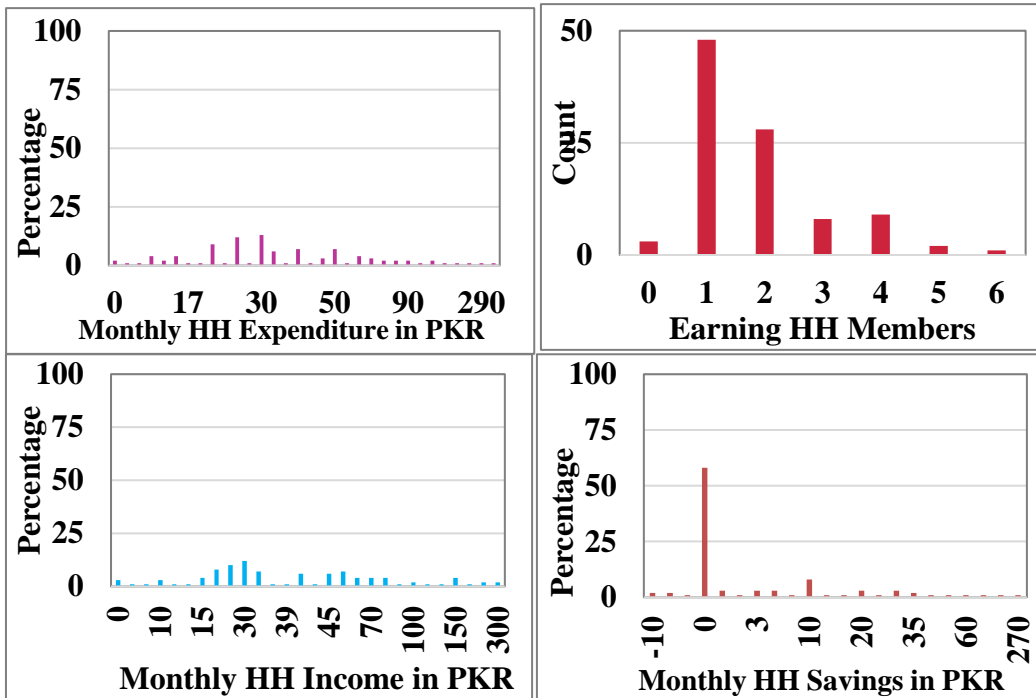 100
75
50
25
0
Percentage
0 17 30 50 90 290
Monthly HH Expenditure in PKR
50
25
0
Count
0 1 2 3 4 5 6
Earning HH Members
100
75
50
25
0
Percentage
0 10 15 30 39 45 70 100 150 300
Monthly HH Income in PKR
100
75
50
25
0
Percentage
-10 0 3 10 20 35 60 270
Monthly HH Savings in PKR